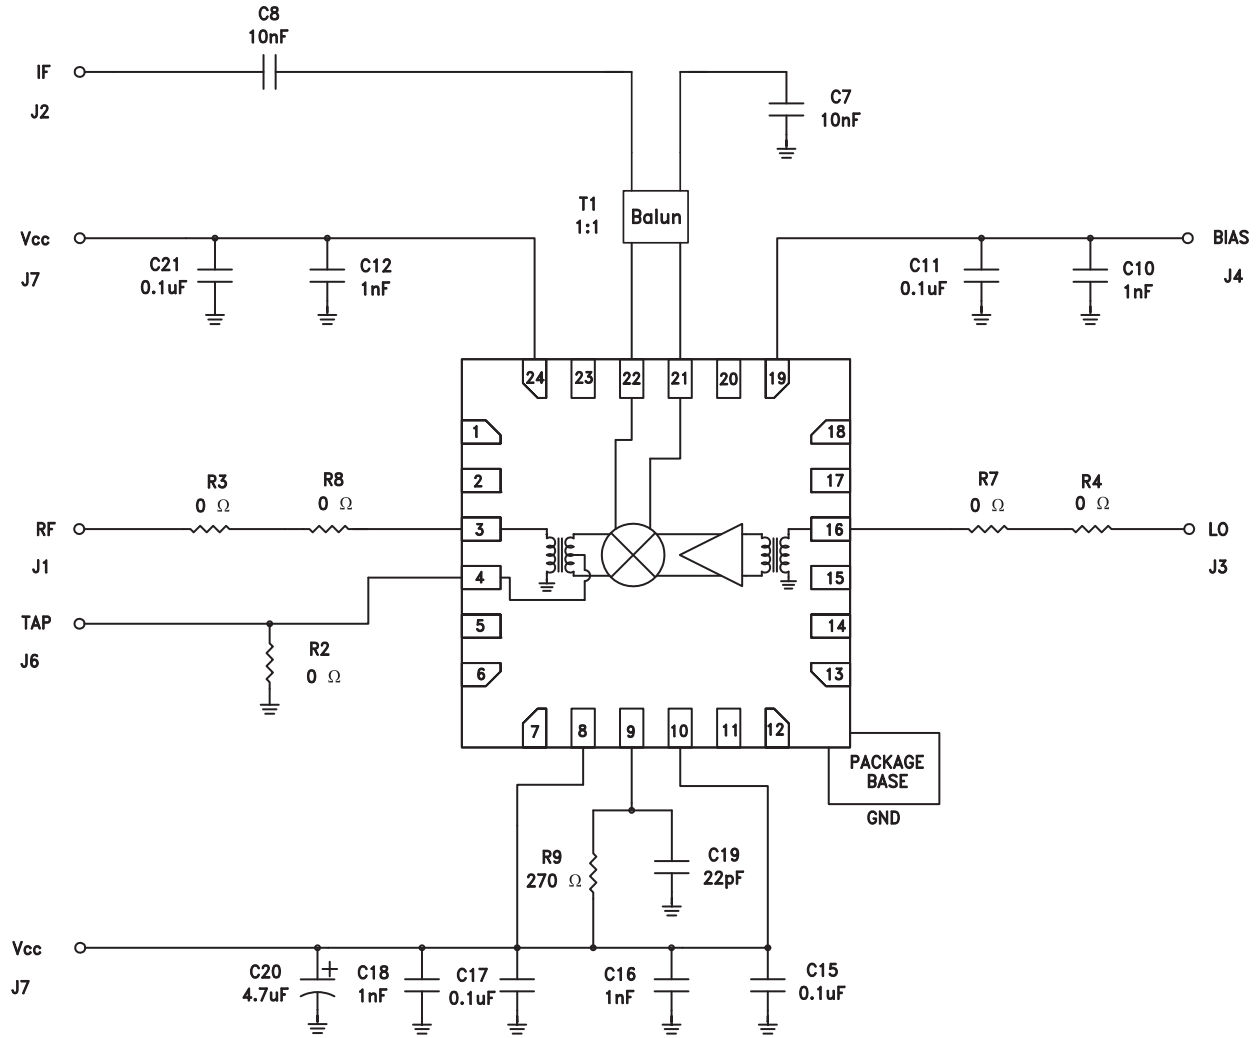 C8
10nF
IF
J2
C7
10nF
T1
1:1
Balun
Vcc
J7
C21
0.1uF
C12
1nF
C11
0.1uF
C10
1nF
BIAS
J4
24
23
22
21
20
19
1
2
3
4
5
6
18
17
16
15
14
13
7
8
9
10
11
12
R3
0 Ω
R8
0 Ω
RF
J1
R7
0 Ω
R4
0 Ω
LO
J3
TAP
J6
R2
0 Ω
PACKAGE
BASE
GND
R9
270 Ω
C19
22pF
Vcc
J7
C20
4.7uF
+
C18
1nF
C17
0.1uF
C16
1nF
C15
0.1uF